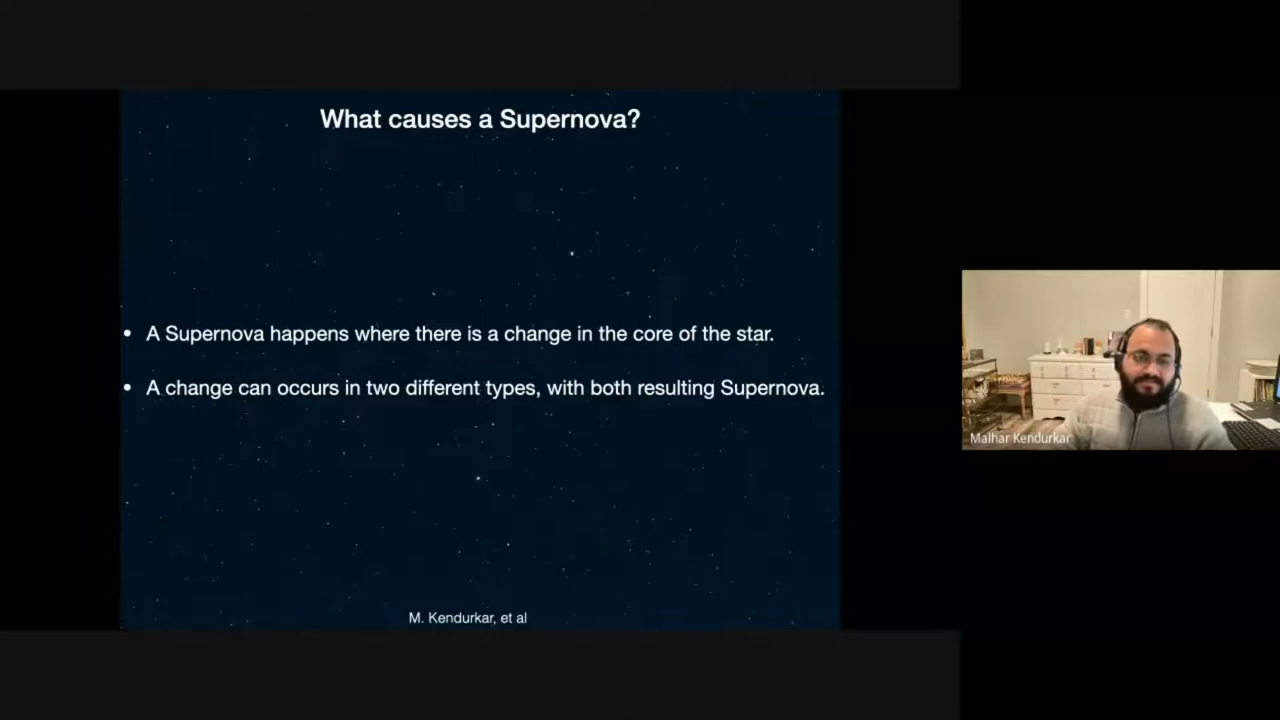 What causes a Supernova?
• A Supernova happens where there is a change in the core of the star.
• A change can occurs in two different types, with both resulting Supernova.
Malhar Kendurkar
M. Kendurkar, et al